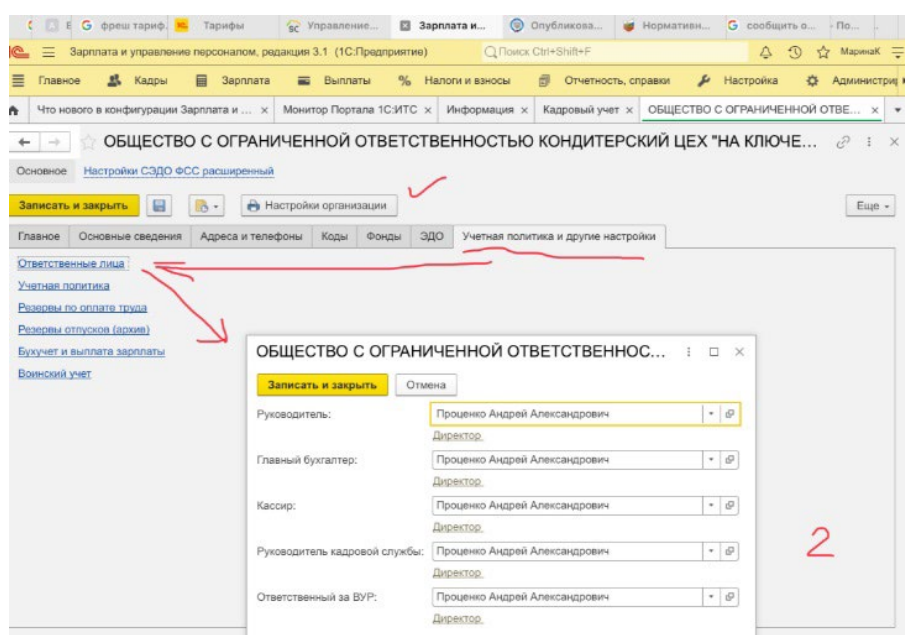 G фреш тариф. Тарифы GC Управление... Зарплата и... Опубликова... Нормативн... G сообщить о... - По...
Зарплата и управление персоналом, редакция 3.1 (1С:Предприятие) Поиск Ctrl+Shift+F МаринаК
Главное Кадры Зарплата Выплаты % Налоги и взносы Отчетность, справки Настройка
Что нового в конфигурации Зарплата и ... × Монитор Портала 1С:ИТС × Информация × Кадровый учет × ОБЩЕСТВО С ОГРАНИЧЕННОЙ ОТВЕ... ×
ОБЩЕСТВО С ОГРАНИЧЕННОЙ ОТВЕТСТВЕННОСТЬЮ КОНДИТЕРСКИЙ ЦЕХ "НА КЛЮЧЕ...
Основное Настройки СЭДО ФСС расширенный
Записать и закрыть Настройки организации Еще
Главное Основные сведения Адреса и телефоны Коды Фонды ЭДО Учетная политика и другие настройки
Ответственные лица
Учетная политика
Резервы по оплате труда
Резервы отпусков (архив)
Бухучет и выплата зарплаты
Воинский учет
ОБЩЕСТВО С ОГРАНИЧЕННОЙ ОТВЕТСТВЕННОС...
Записать и закрыть Отмена
Руководитель: Проценко Андрей Александрович
Директор
Главный бухгалтер: Проценко Андрей Александрович
Директор
Кассир: Проценко Андрей Александрович
Директор
Руководитель кадровой службы: Проценко Андрей Александрович
Директор
Ответственный за ВУР: Проценко Андрей Александрович
Директор
2